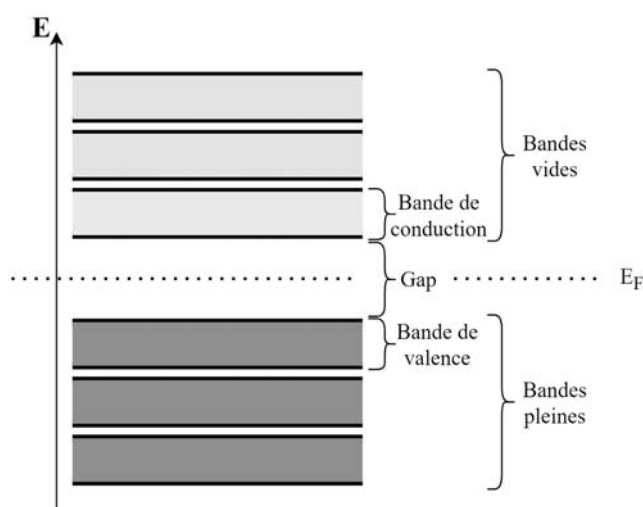 E
Bandes
vides
Bande de
conduction
Gap
E_F
Bande de
valence
Bandes
pleines